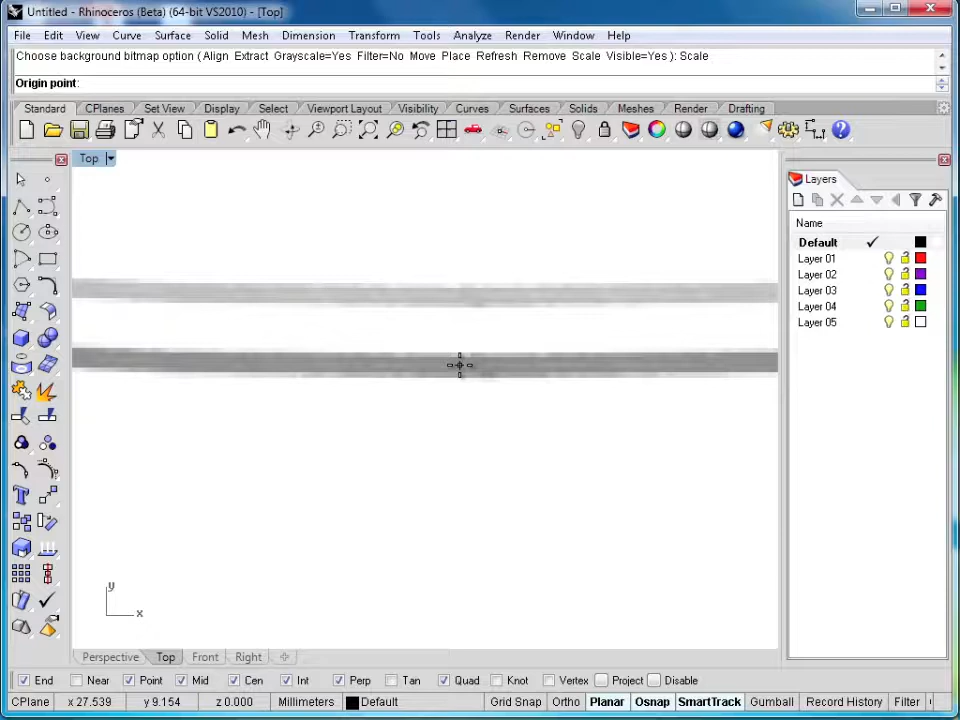 Untitled - Rhinoceros (Beta) (64-bit VS2010) - [Top]
File Edit View Curve Surface Solid Mesh Dimension Transform Tools Analyze Render Window Help
Choose background bitmap option ( Align Extract Grayscale=Yes Filter=No Move Place Refresh Remove Scale Visible=Yes ): Scale
Origin point:
Standard CPlanes Set View Display Select Viewport Layout Visibility Curves Surfaces Solids Meshes Render Drafting
Top
Layers
Name
Default
Layer 01
Layer 02
Layer 03
Layer 04
Layer 05
y
x
Perspective Top Front Right
End Near Point Mid Cen Int Perp Tan Quad Knot Vertex Project Disable
CPlane x 27.539 y 9.154 z 0.000 Millimeters Default Grid Snap Ortho Planar Osnap SmartTrack Gumball Record History Filter